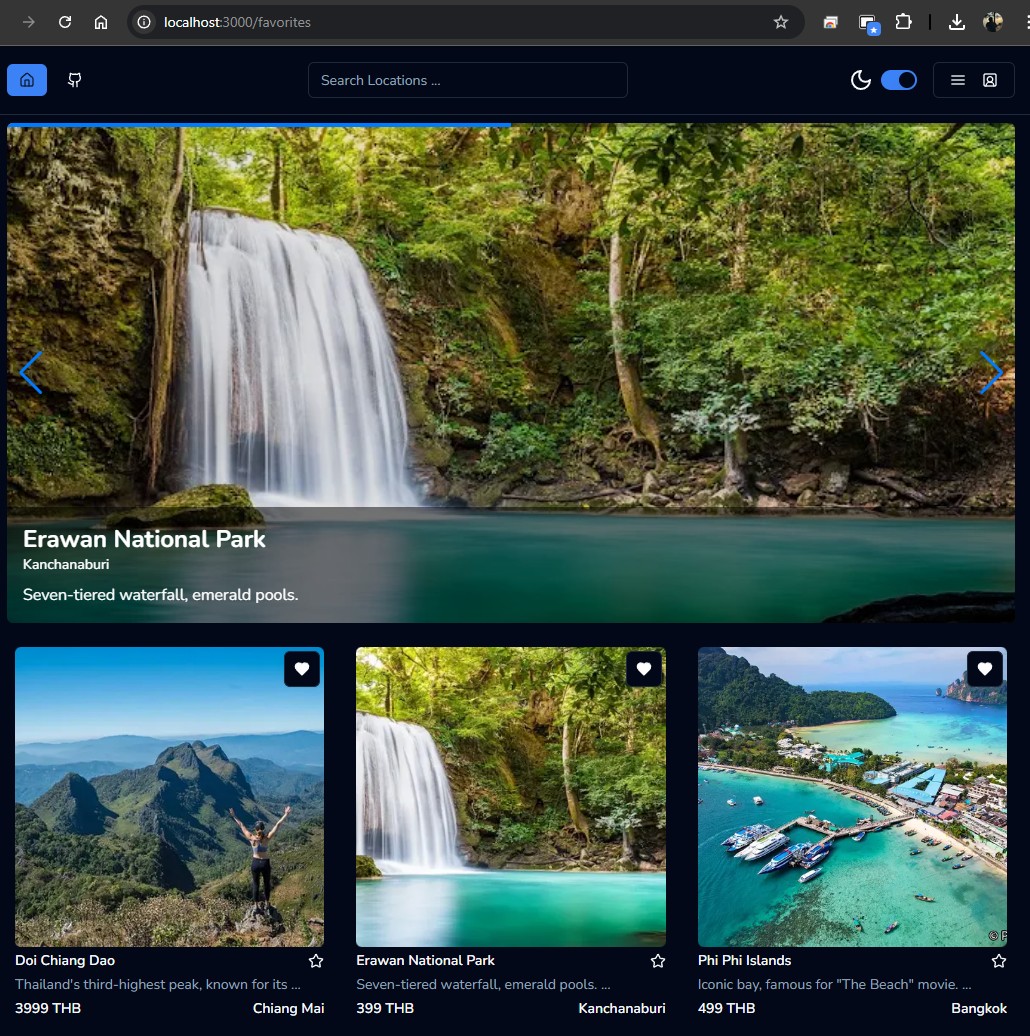 localhost:3000/favorites
Search Locations ...
Erawan National Park
Kanchanaburi
Seven-tiered waterfall, emerald pools.
Doi Chiang Dao
Thailand's third-highest peak, known for its ...
3999 THB Chiang Mai
Erawan National Park
Seven-tiered waterfall, emerald pools. ...
399 THB Kanchanaburi
Phi Phi Islands
Iconic bay, famous for "The Beach" movie. ...
499 THB Bangkok